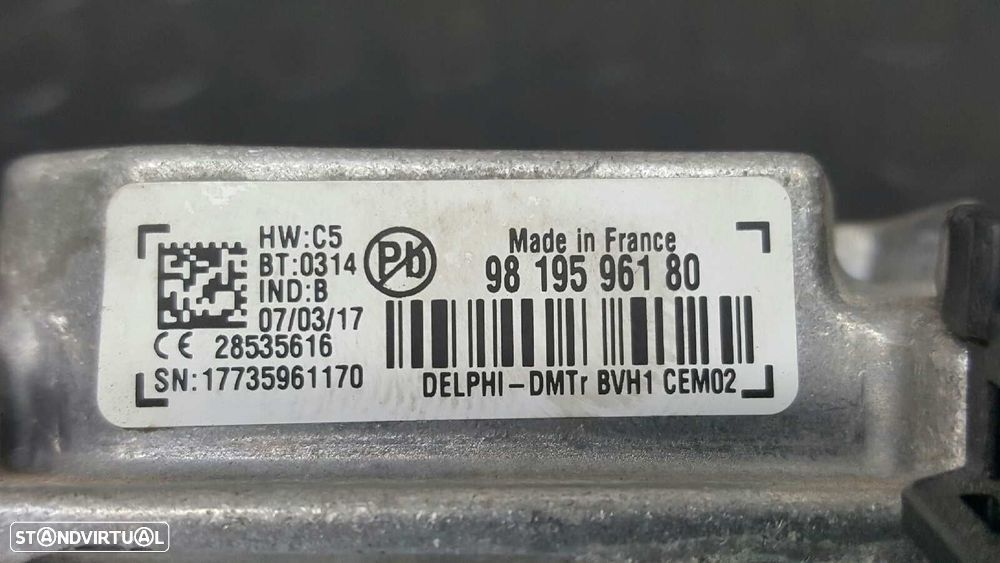 HW:C5
BT:0314
IND:B
07/03/17
CE 28535616
SN:17735961170
Pb
Made in France
98 195 961 80
DELPHI-DMTr BVH1 CEM02
STANDVIRTUAL